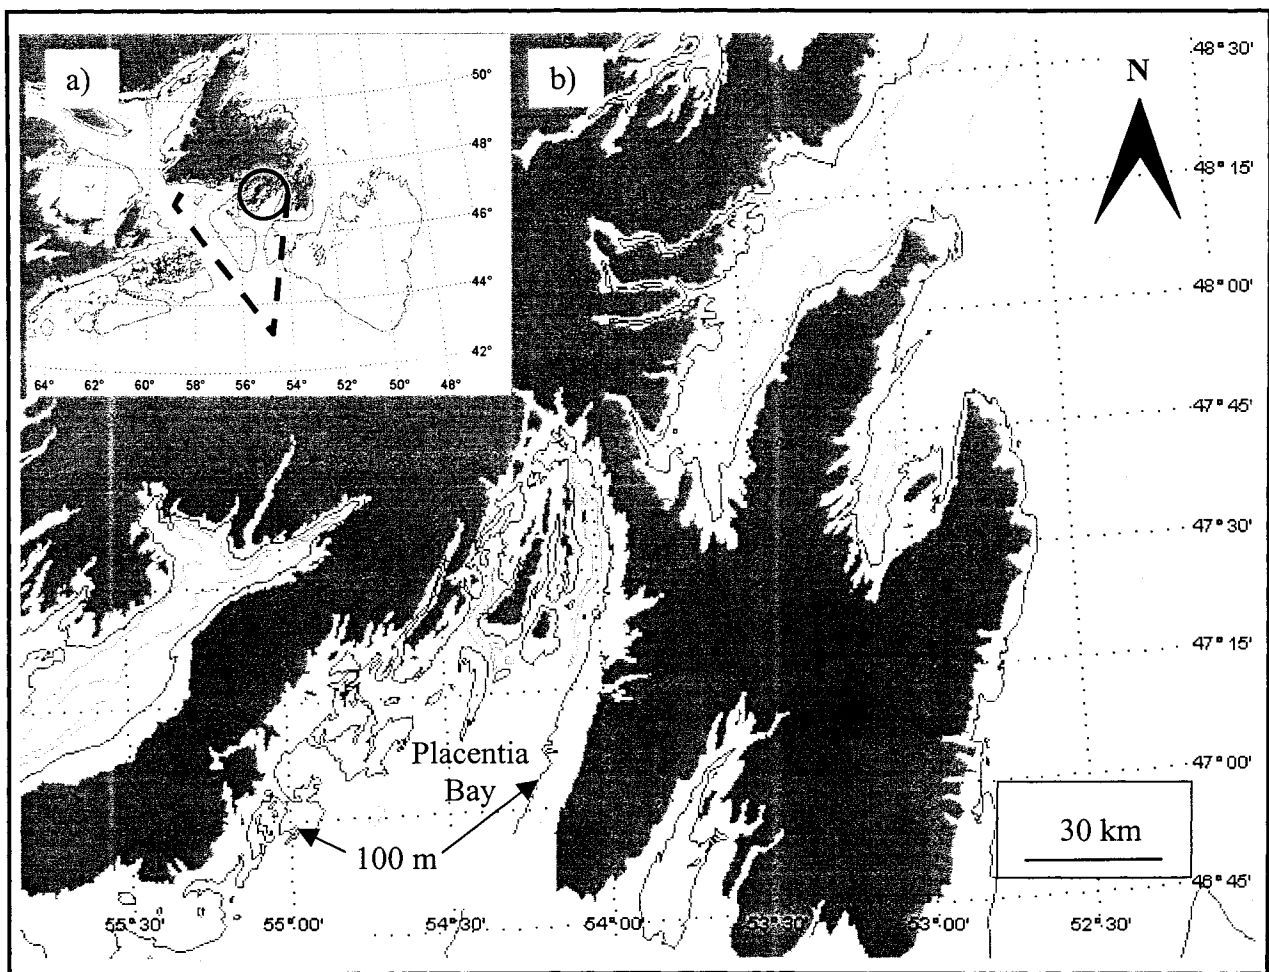 a)
50°
48°
46°
44°
42°
64° 62° 60° 58° 56° 54° 52° 50° 48°
b)
N
48° 30'
48° 15'
48° 00'
47° 45'
47° 30'
47° 15'
47° 00'
46° 45'
Placentia
Bay
100 m
30 km
55° 30' 55° 00' 54° 30' 54° 00' 53° 30' 53° 00' 52° 30'